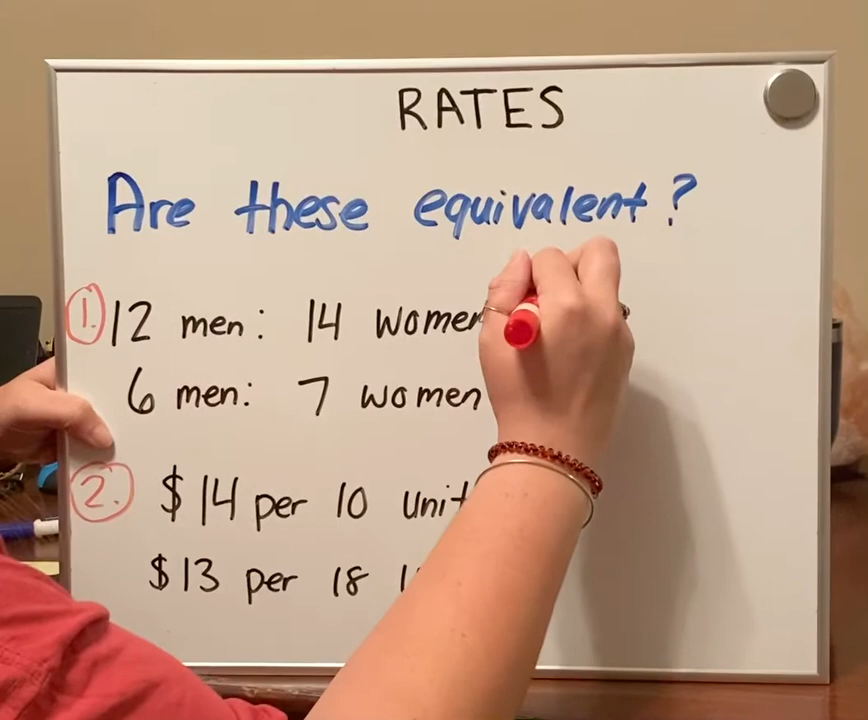 RATES
Are these equivalent?
1. 12 men: 14 women
6 men: 7 women
2. $14 per 10
$13 per 18